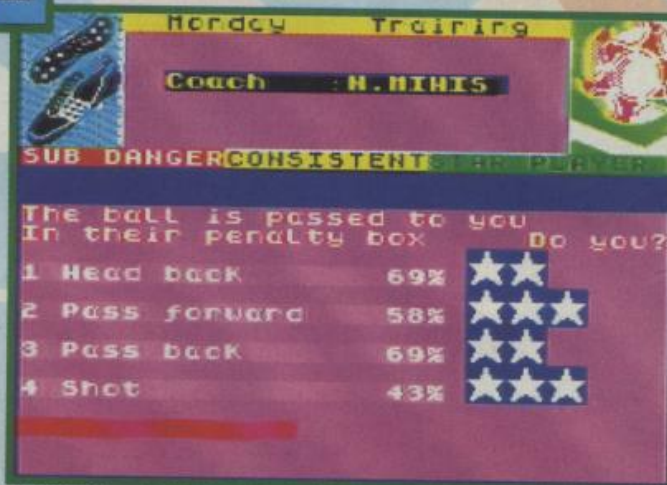 Monday Training
Coach :N.MIHIS
SUB DANGER CONSISTENT STAR PLAYER
The ball is passed to you
In their penalty box Do you?
1 Head back 69%
2 Pass forward 58%
3 Pass back 69%
4 Shot 43%